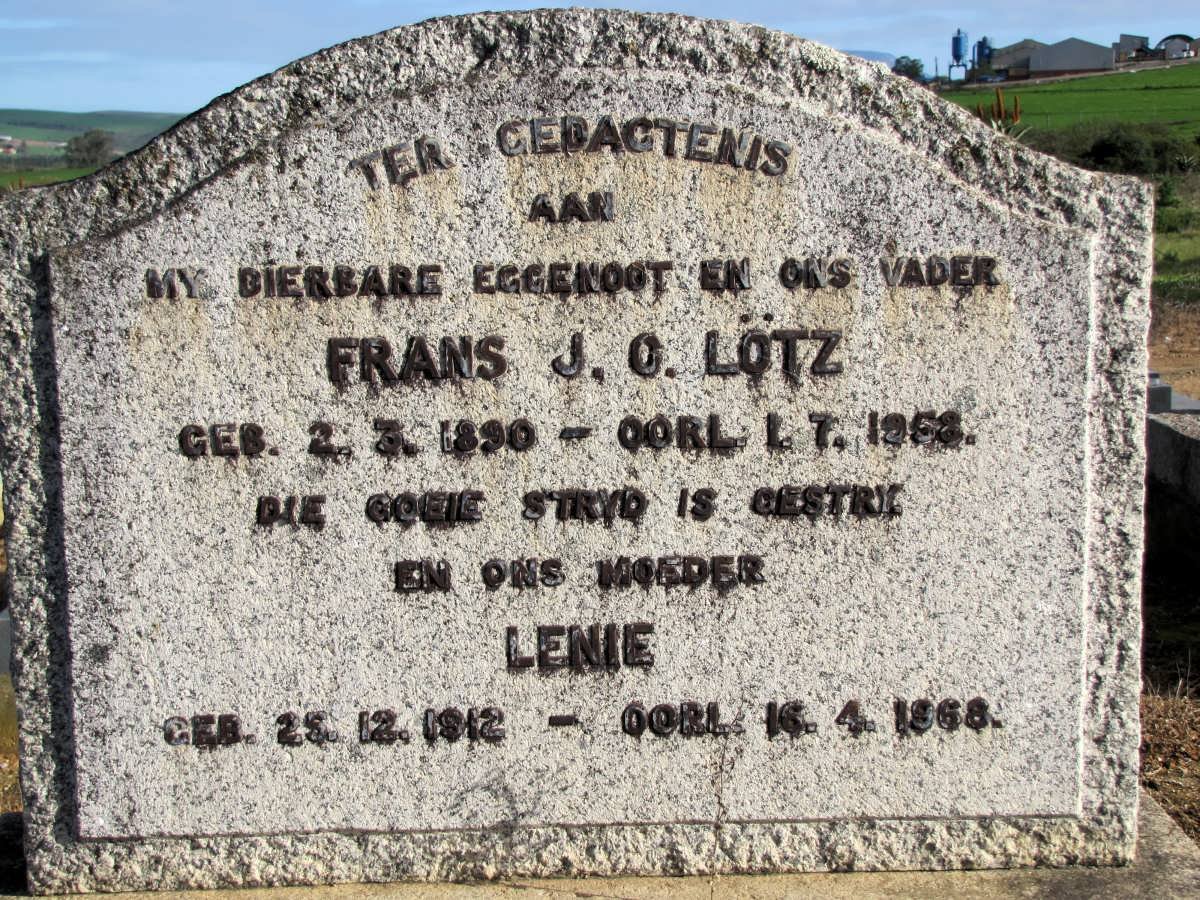 TER GEDAGTENIS
AAN
MY DIERBARE EGGENOOT EN ONS VADER
FRANS J. C. LÖTZ
GEB. 2. 3. 1890 – OORL. 1. 7. 1958.
DIE GOEIE STRYD IS GESTRY.
EN ONS MOEDER
LENIE
GEB. 28. 12. 1912 – OORL. 16. 4. 1968.